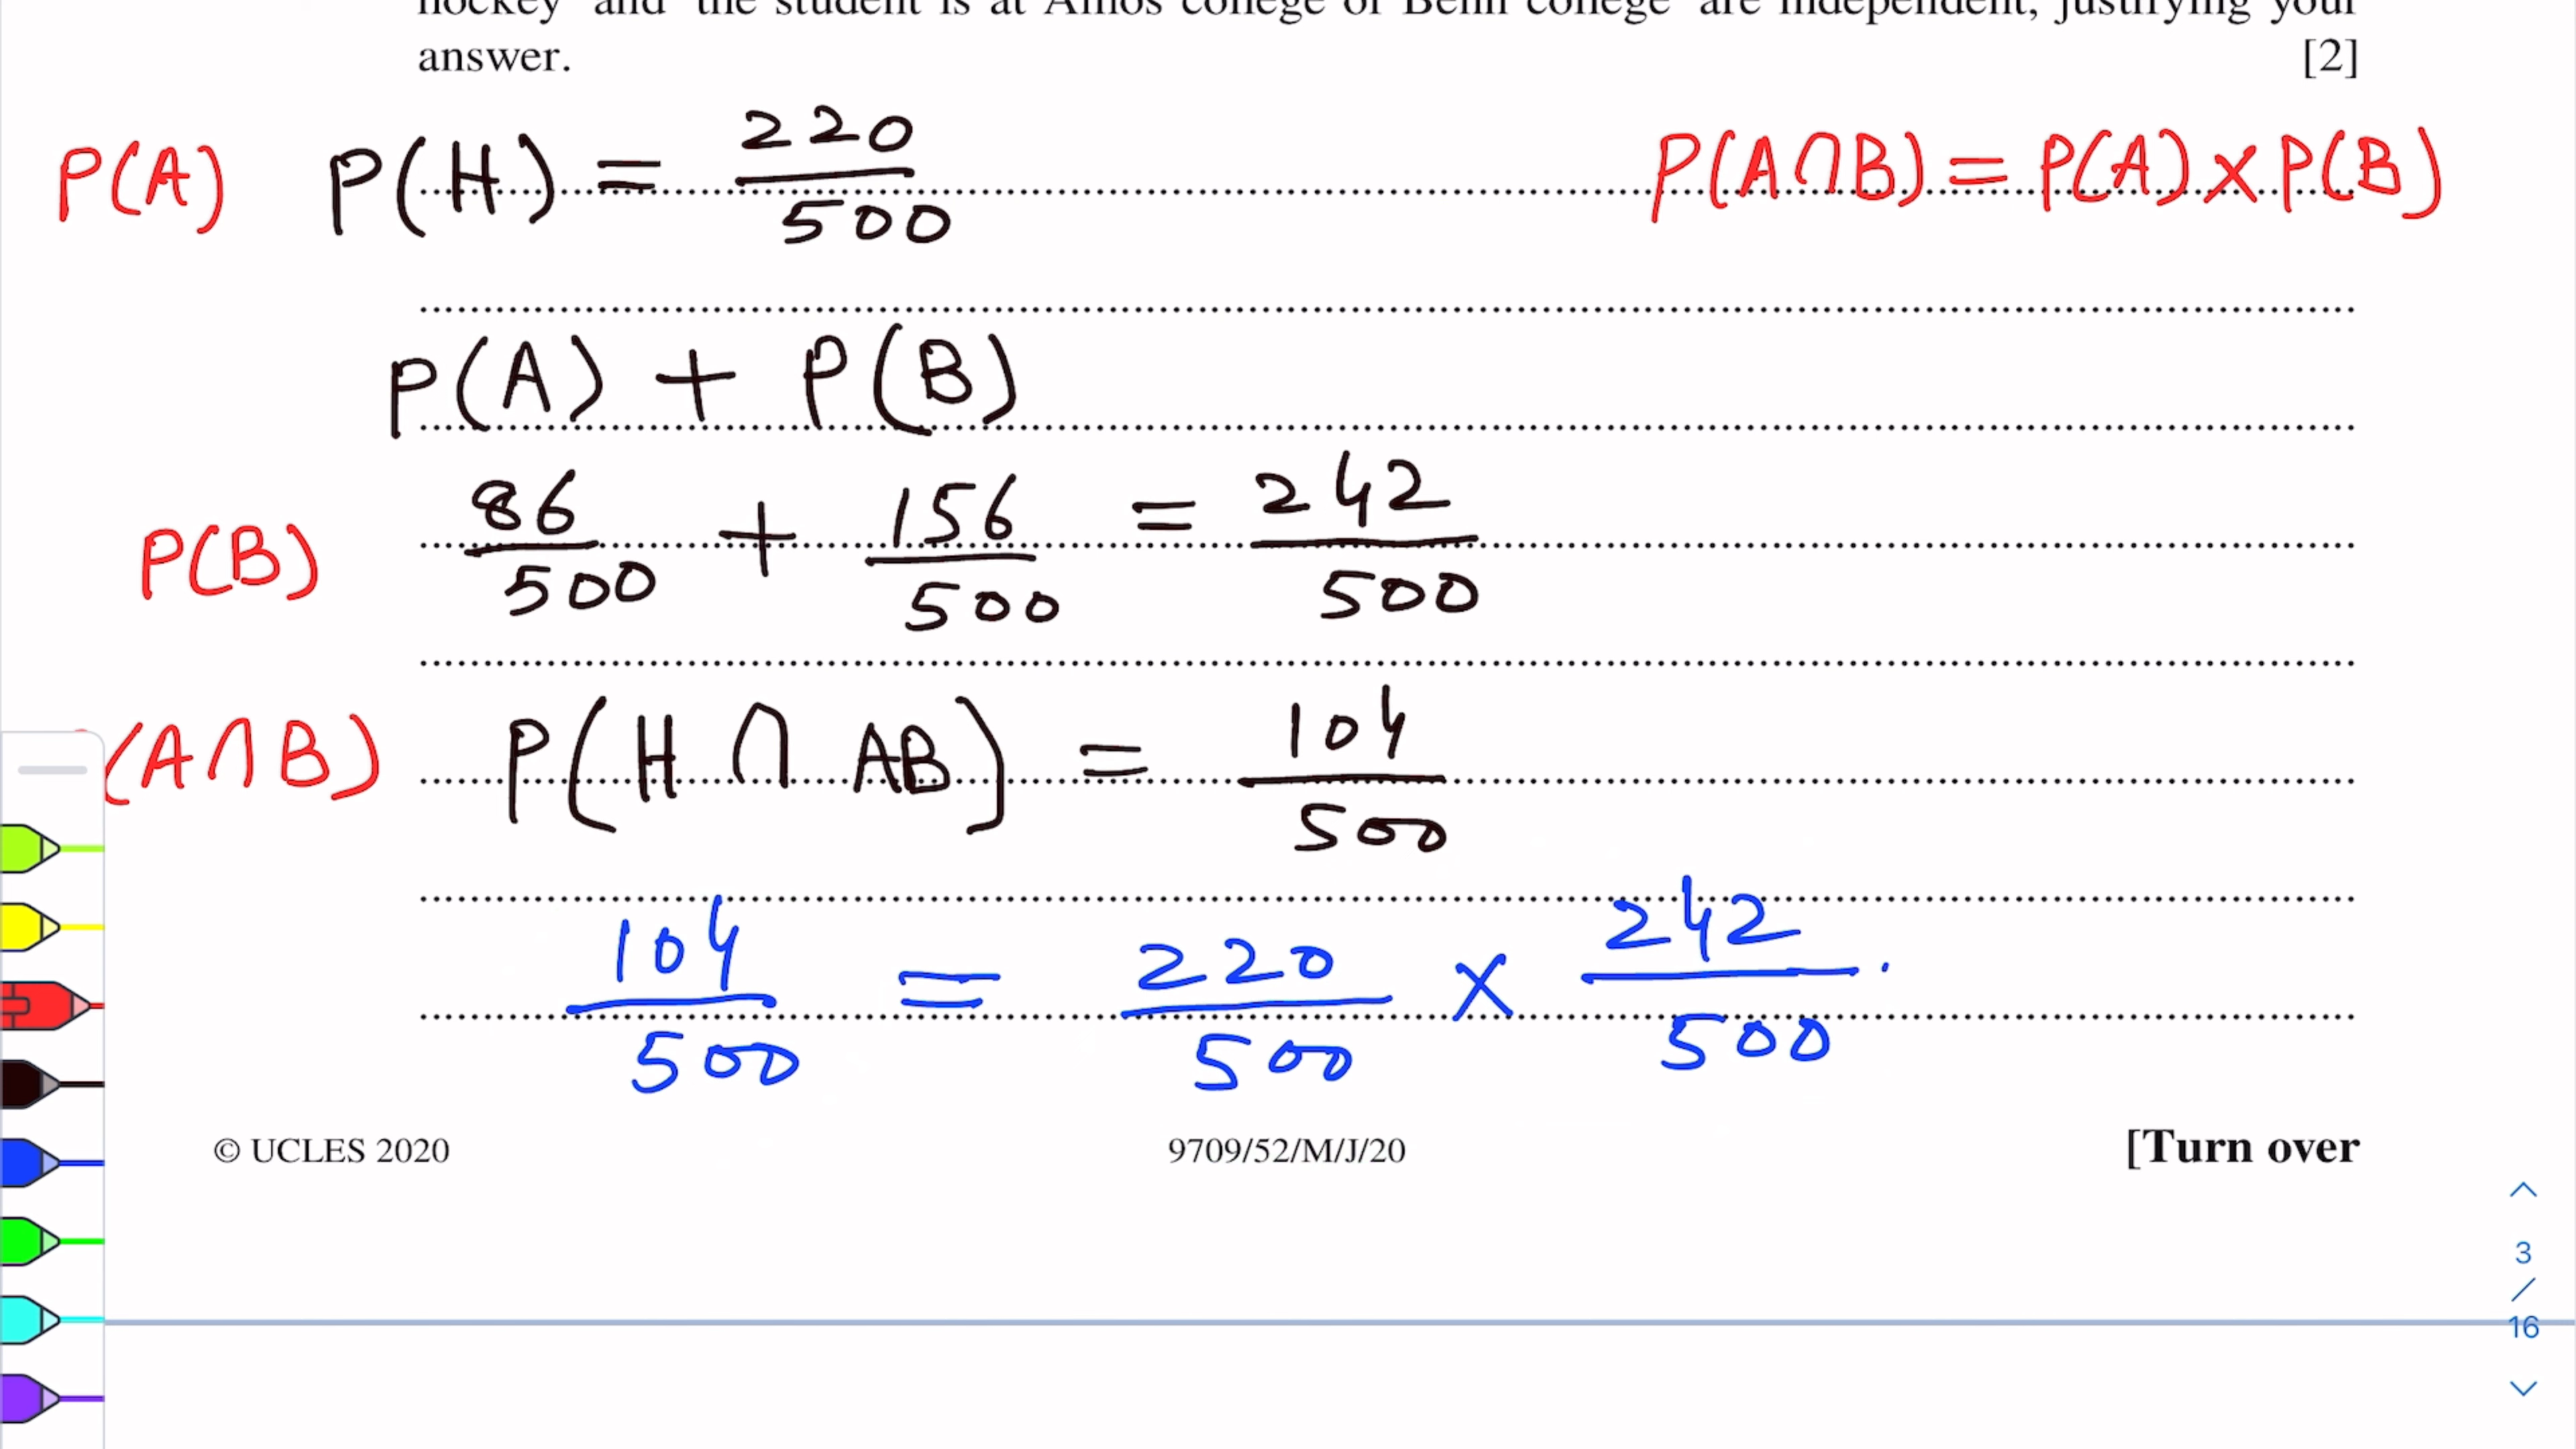 hockey' and 'the student is at Amos college or Benn college' are independent, justifying your
answer. [2]
P(A) P(H) = 220/500 P(A∩B) = P(A) × P(B)
P(A) + P(B)
P(B) 86/500 + 156/500 = 242/500
(A∩B) P(H ∩ AB) = 104/500
104/500 = 220/500 × 242/500 .
© UCLES 2020 9709/52/M/J/20 [Turn over
3
/
16